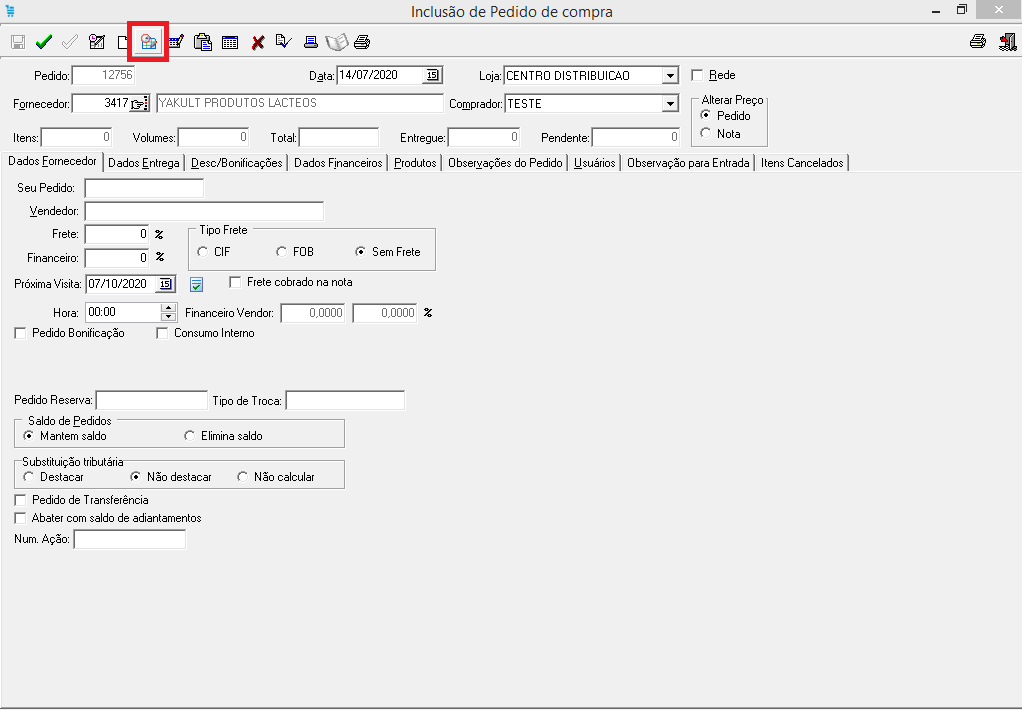 Inclusão de Pedido de compra
Pedido: 12756 Data: 14/07/2020 15 Loja: CENTRO DISTRIBUICAO Rede
Fornecedor: 3417 YAKULT PRODUTOS LACTEOS Comprador: TESTE
Alterar Preço
Pedido
Nota
Itens: 0 Volumes: 0 Total: Entregue: 0 Pendente: 0
Dados Fornecedor Dados Entrega Desc/Bonificações Dados Financeiros Produtos Observações do Pedido Usuários Observação para Entrada Itens Cancelados
Seu Pedido:
Vendedor:
Frete: 0 %
Tipo Frete
CIF FOB Sem Frete
Financeiro: 0 %
Próxima Visita: 07/10/2020 15 Frete cobrado na nota
Hora: 00:00 Financeiro Vendor: 0,0000 0,0000 %
Pedido Bonificação Consumo Interno
Pedido Reserva: Tipo de Troca:
Saldo de Pedidos
Mantem saldo Elimina saldo
Substituição tributária
Destacar Não destacar Não calcular
Pedido de Transferência
Abater com saldo de adiantamentos
Num. Ação: